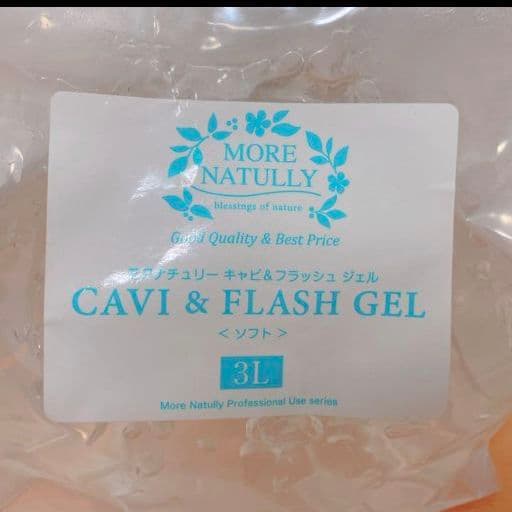 MORE
NATULLY
blessings of nature
Good Quality & Best Price
モアナチュリー キャビ&フラッシュ ジェル
CAVI & FLASH GEL
< ソフト >
3L
More Natully Professional Use series